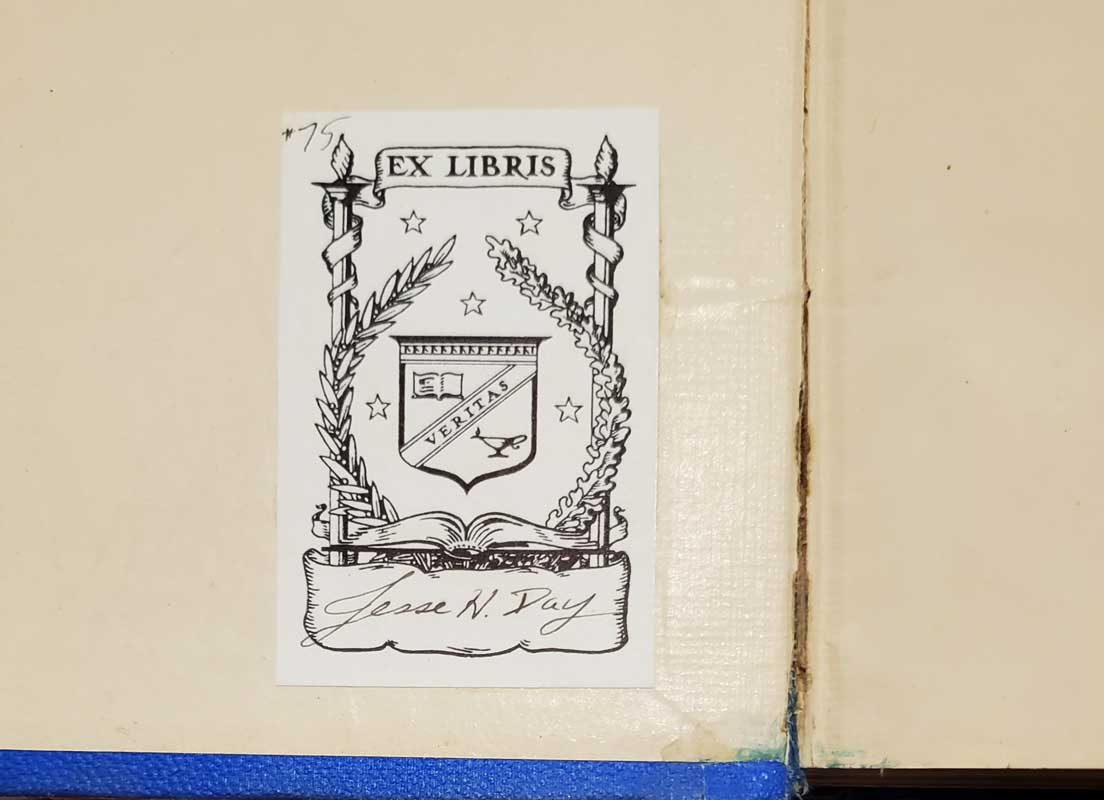 #75
EX LIBRIS
VERITAS
Jesse H. Day